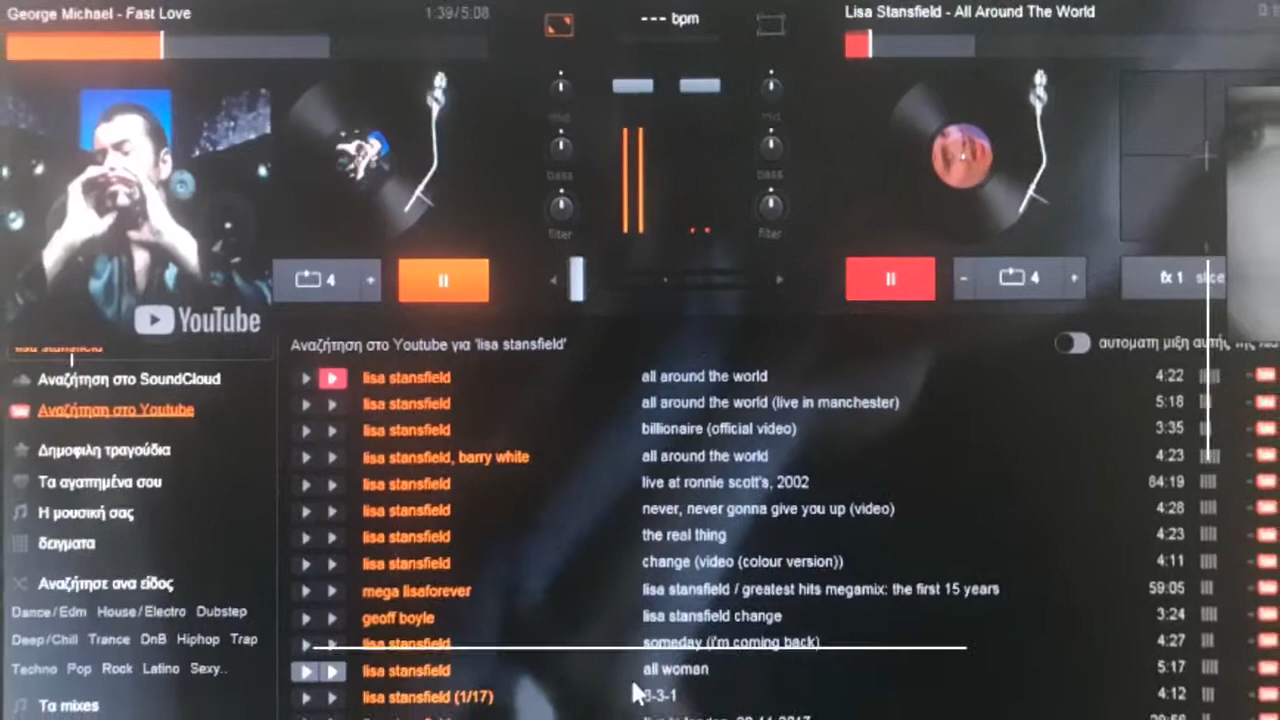 George Michael - Fast Love 1:39/5:08
--- bpm
Lisa Stansfield - All Around The World
mid mid
bass bass
filter filter
4 +
- 4 +
fx 1 slice
YouTube
lisa stansfield
Αναζήτηση στο Youtube για 'lisa stansfield'
αυτοματη μιξη αυτής της
Αναζήτηση στο SoundCloud
Αναζήτηση στο Youtube
Δημοφιλη τραγούδια
Τα αγαπημένα σου
Η μουσική σας
δειγματα
Αναζήτησε ανα είδος
Dance/Edm House/Electro Dubstep
Deep/Chill Trance DnB Hiphop Trap
Techno Pop Rock Latino Sexy..
Τα mixes
lisa stansfield all around the world 4:22
lisa stansfield all around the world (live in manchester) 5:18
lisa stansfield billionaire (official video) 3:35
lisa stansfield, barry white all around the world 4:23
lisa stansfield live at ronnie scott's, 2002 84:19
lisa stansfield never, never gonna give you up (video) 4:28
lisa stansfield the real thing 4:23
lisa stansfield change (video (colour version)) 4:11
mega lisaforever lisa stansfield / greatest hits megamix: the first 15 years 59:05
geoff boyle lisa stansfield change 3:24
lisa stansfield someday (i'm coming back) 4:27
lisa stansfield all woman 5:17
lisa stansfield (1/17) 3-3-1 4:12